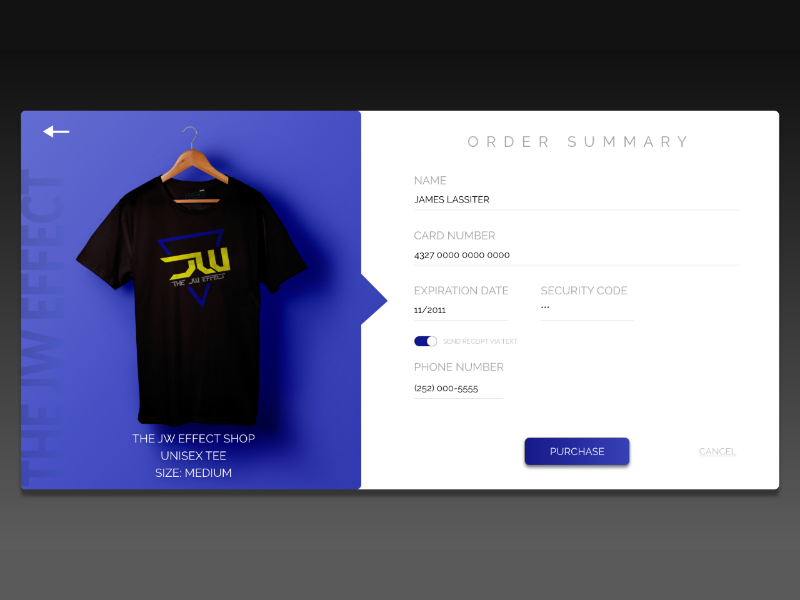 THE JW EFFECT
JW
THE JW EFFECT
THE JW EFFECT SHOP
UNISEX TEE
SIZE: MEDIUM
ORDER SUMMARY
NAME
JAMES LASSITER
CARD NUMBER
4327 0000 0000 0000
EXPIRATION DATE
SECURITY CODE
11/2011
***
SEND RECEIPT VIA TEXT
PHONE NUMBER
(252) 000-5555
PURCHASE
CANCEL